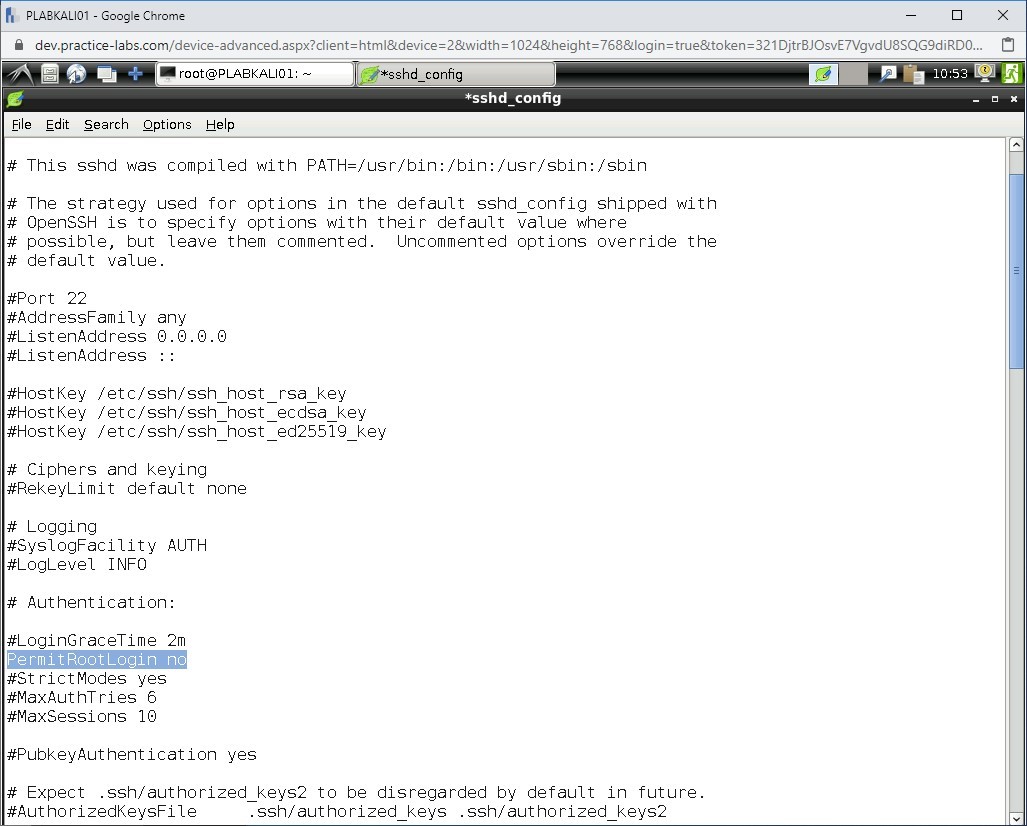 PLABKALI01 - Google Chrome
dev.practice-labs.com/device-advanced.aspx?client=html&device=2&width=1024&height=768&login=true&token=321DjtrBJOsvE7VgvdU8SQG9diRD0...
root@PLABKALI01: ~
*sshd_config
10:53
*sshd_config
File Edit Search Options Help
# This sshd was compiled with PATH=/usr/bin:/bin:/usr/sbin:/sbin
# The strategy used for options in the default sshd_config shipped with
# OpenSSH is to specify options with their default value where
# possible, but leave them commented.  Uncommented options override the
# default value.
#Port 22
#AddressFamily any
#ListenAddress 0.0.0.0
#ListenAddress ::
#HostKey /etc/ssh/ssh_host_rsa_key
#HostKey /etc/ssh/ssh_host_ecdsa_key
#HostKey /etc/ssh/ssh_host_ed25519_key
# Ciphers and keying
#RekeyLimit default none
# Logging
#SyslogFacility AUTH
#LogLevel INFO
# Authentication:
#LoginGraceTime 2m
PermitRootLogin no
#StrictModes yes
#MaxAuthTries 6
#MaxSessions 10
#PubkeyAuthentication yes
# Expect .ssh/authorized_keys2 to be disregarded by default in future.
#AuthorizedKeysFile     .ssh/authorized_keys .ssh/authorized_keys2